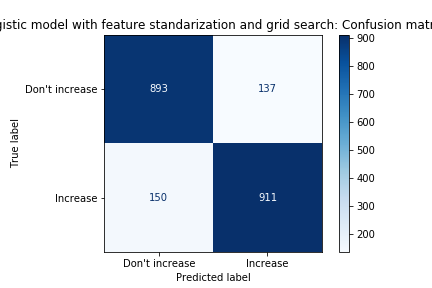 gistic model with feature standarization and grid search: Confusion matr
Don't increase
893
137
Increase
150
911
Don't increase
Increase
True label
Predicted label
900
800
700
600
500
400
300
200